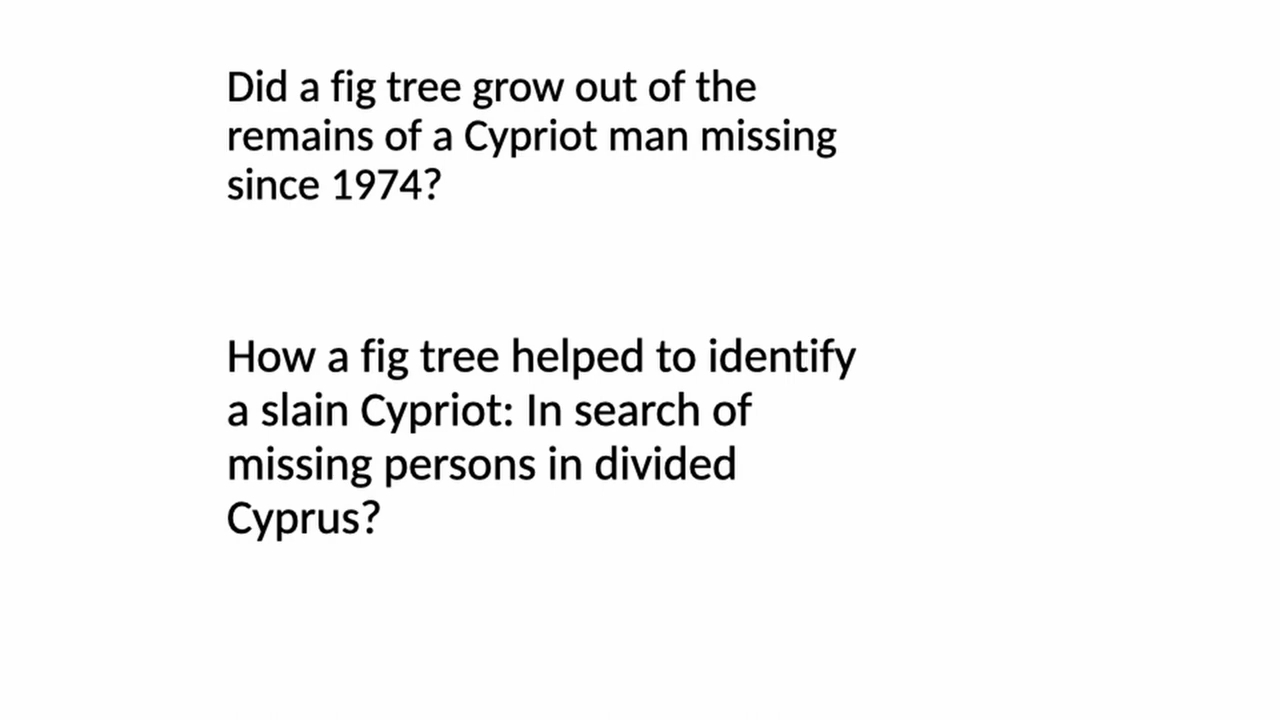 Did a fig tree grow out of the
remains of a Cypriot man missing
since 1974?
How a fig tree helped to identify
a slain Cypriot: In search of
missing persons in divided
Cyprus?